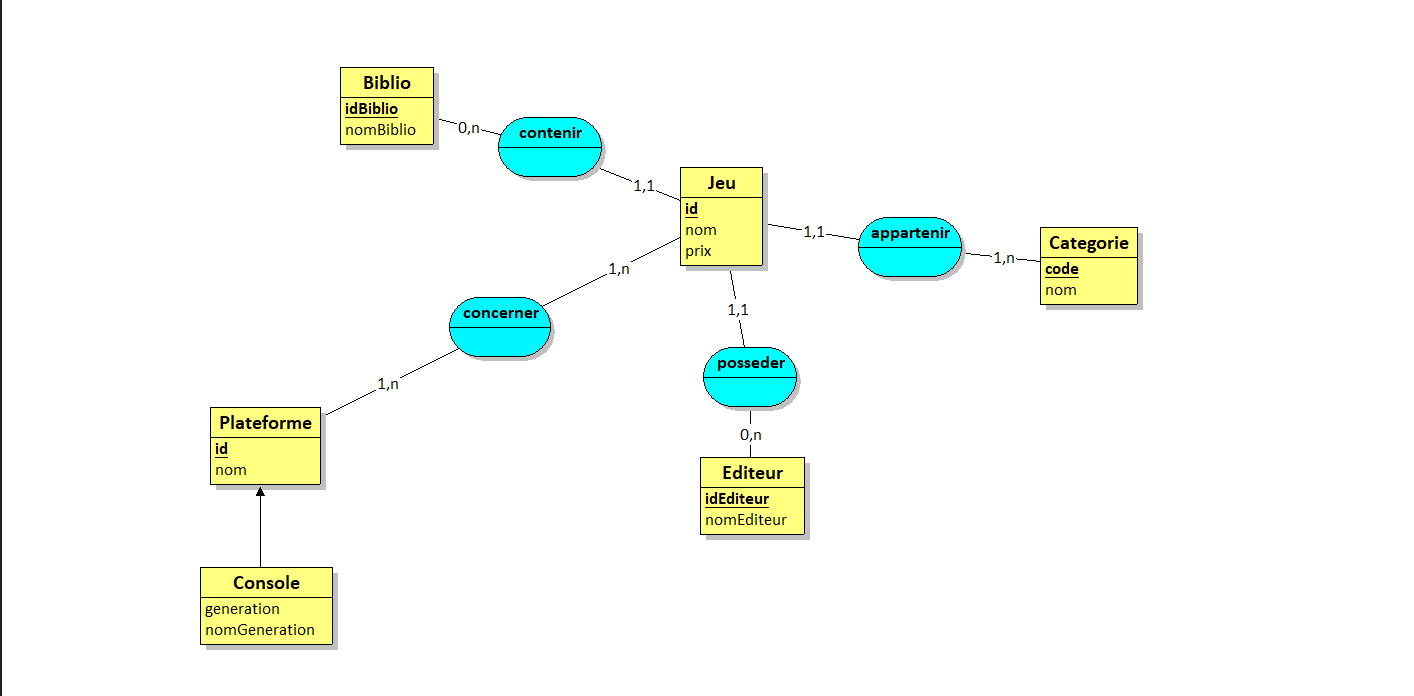 Biblio
idBiblio
nomBiblio
0,n
contenir
1,1
Jeu
id
nom
prix
1,1
appartenir
1,n
Categorie
code
nom
1,n
concerner
1,n
1,1
posseder
0,n
Plateforme
id
nom
Editeur
idEditeur
nomEditeur
Console
generation
nomGeneration